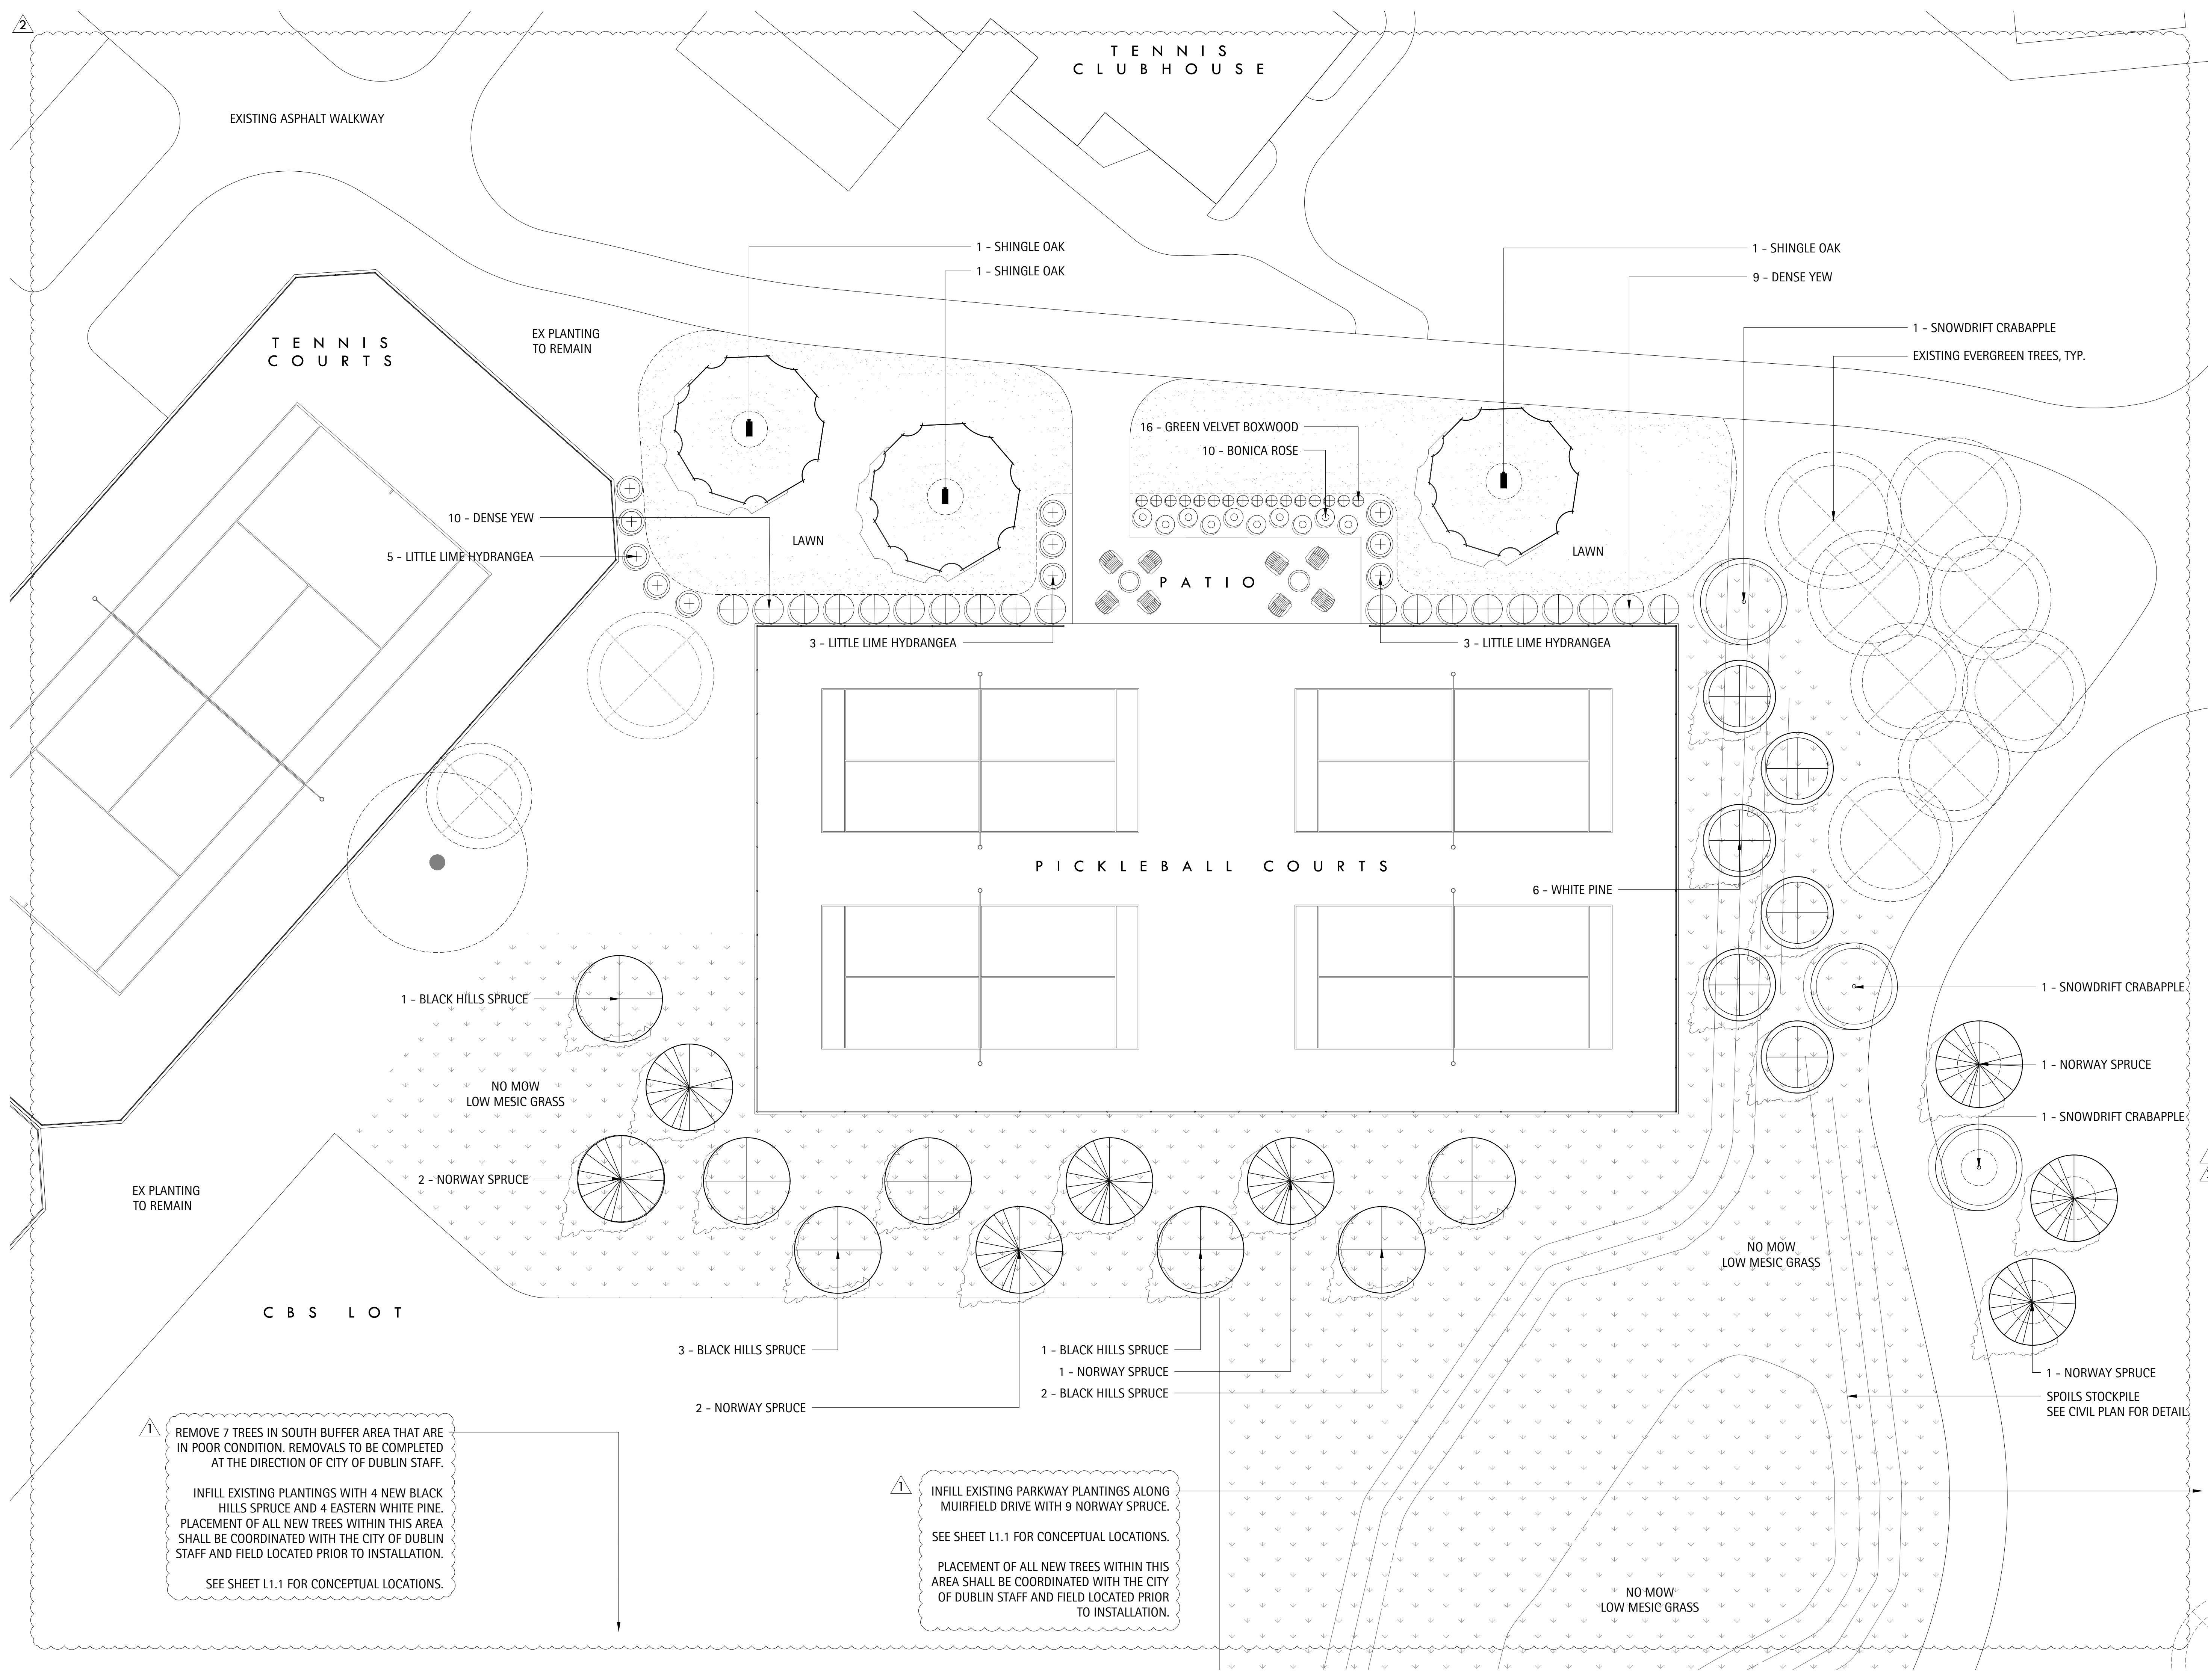 2
TENNIS
CLUBHOUSE
EXISTING ASPHALT WALKWAY
1 - SHINGLE OAK
1 - SHINGLE OAK
1 - SHINGLE OAK
9 - DENSE YEW
1 - SNOWDRIFT CRABAPPLE
EXISTING EVERGREEN TREES, TYP.
TENNIS
COURTS
EX PLANTING
TO REMAIN
16 - GREEN VELVET BOXWOOD
10 - BONICA ROSE
10 - DENSE YEW
5 - LITTLE LIME HYDRANGEA
LAWN
LAWN
PATIO
3 - LITTLE LIME HYDRANGEA
3 - LITTLE LIME HYDRANGEA
PICKLEBALL COURTS
6 - WHITE PINE
1 - BLACK HILLS SPRUCE
1 - SNOWDRIFT CRABAPPLE
1 - NORWAY SPRUCE
1 - SNOWDRIFT CRABAPPLE
NO MOW
LOW MESIC GRASS
2 - NORWAY SPRUCE
EX PLANTING
TO REMAIN
NO MOW
LOW MESIC GRASS
CBS LOT
3 - BLACK HILLS SPRUCE
2 - NORWAY SPRUCE
1 - BLACK HILLS SPRUCE
1 - NORWAY SPRUCE
2 - BLACK HILLS SPRUCE
1 - NORWAY SPRUCE
SPOILS STOCKPILE
SEE CIVIL PLAN FOR DETAIL
1
REMOVE 7 TREES IN SOUTH BUFFER AREA THAT ARE
IN POOR CONDITION. REMOVALS TO BE COMPLETED
AT THE DIRECTION OF CITY OF DUBLIN STAFF.
INFILL EXISTING PLANTINGS WITH 4 NEW BLACK
HILLS SPRUCE AND 4 EASTERN WHITE PINE.
PLACEMENT OF ALL NEW TREES WITHIN THIS AREA
SHALL BE COORDINATED WITH THE CITY OF DUBLIN
STAFF AND FIELD LOCATED PRIOR TO INSTALLATION.
SEE SHEET L1.1 FOR CONCEPTUAL LOCATIONS.
1
INFILL EXISTING PARKWAY PLANTINGS ALONG
MUIRFIELD DRIVE WITH 9 NORWAY SPRUCE.
SEE SHEET L1.1 FOR CONCEPTUAL LOCATIONS.
PLACEMENT OF ALL NEW TREES WITHIN THIS
AREA SHALL BE COORDINATED WITH THE CITY
OF DUBLIN STAFF AND FIELD LOCATED PRIOR
TO INSTALLATION.
NO MOW
LOW MESIC GRASS